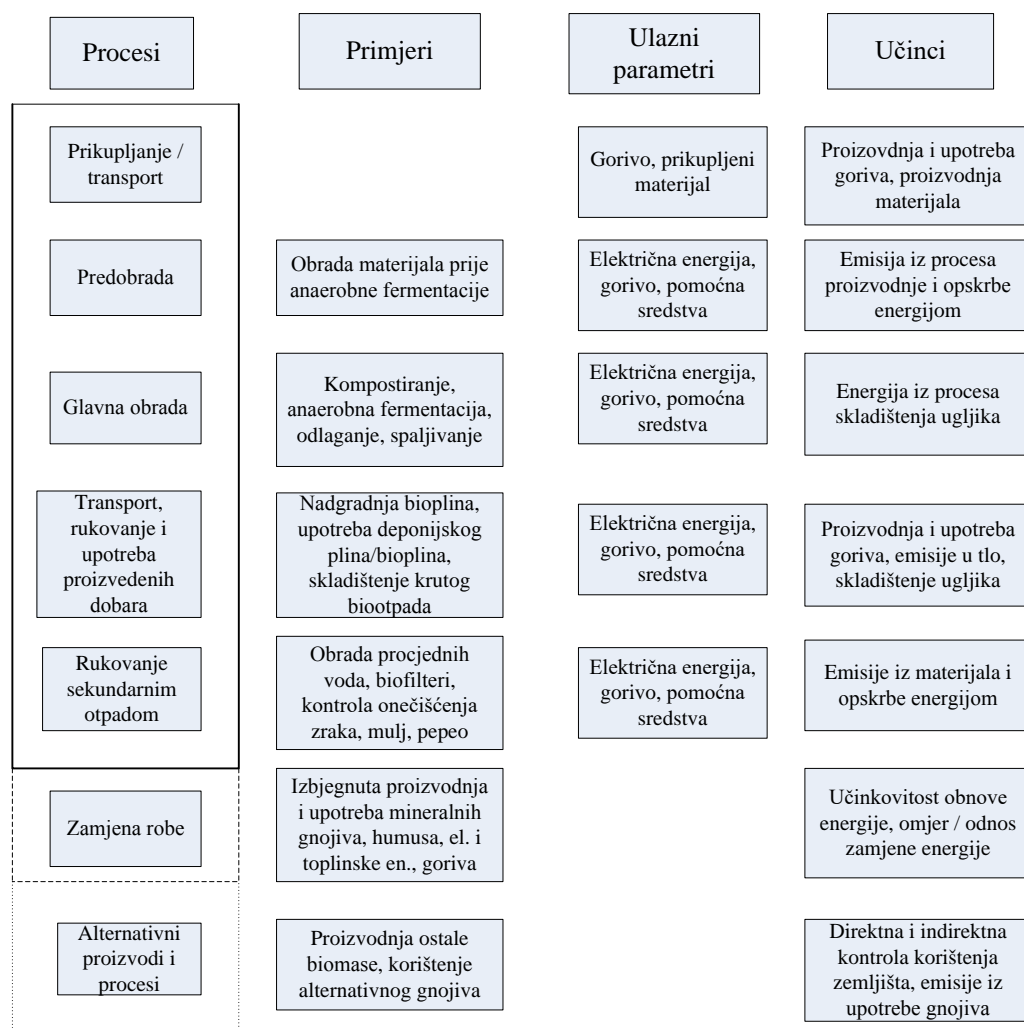 Procesi
Primjeri
Ulazni
parametri
Učinci
Prikupljanje /
transport
Gorivo, prikupljeni
materijal
Proizovdnja i upotreba
goriva, proizvodnja
materijala
Predobrada
Obrada materijala prije
anaerobne fermentacije
Električna energija,
gorivo, pomoćna
sredstva
Emisija iz procesa
proizvodnje i opskrbe
energijom
Glavna obrada
Kompostiranje,
anaerobna fermentacija,
odlaganje, spaljivanje
Električna energija,
gorivo, pomoćna
sredstva
Energija iz procesa
skladištenja ugljika
Transport,
rukovanje i
upotreba
proizvedenih
dobara
Nadgradnja bioplina,
upotreba deponijskog
plina/bioplina,
skladištenje krutog
biootpada
Električna energija,
gorivo, pomoćna
sredstva
Proizvodnja i upotreba
goriva, emisije u tlo,
skladištenje ugljika
Rukovanje
sekundarnim
otpadom
Obrada procjednih
voda, biofilteri,
kontrola onečišćenja
zraka, mulj, pepeo
Električna energija,
gorivo, pomoćna
sredstva
Emisije iz materijala i
opskrbe energijom
Zamjena robe
Izbjegnuta proizvodnja
i upotreba mineralnih
gnojiva, humusa, el. i
toplinske en., goriva
Učinkovitost obnove
energije, omjer / odnos
zamjene energije
Alternativni
proizvodi i
procesi
Proizvodnja ostale
biomase, korištenje
alternativnog gnojiva
Direktna i indirektna
kontrola korištenja
zemljišta, emisije iz
upotrebe gnojiva